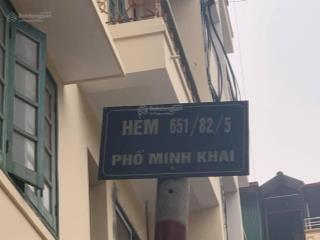 HẺM 651/82/5
PHỐ MINH KHAI